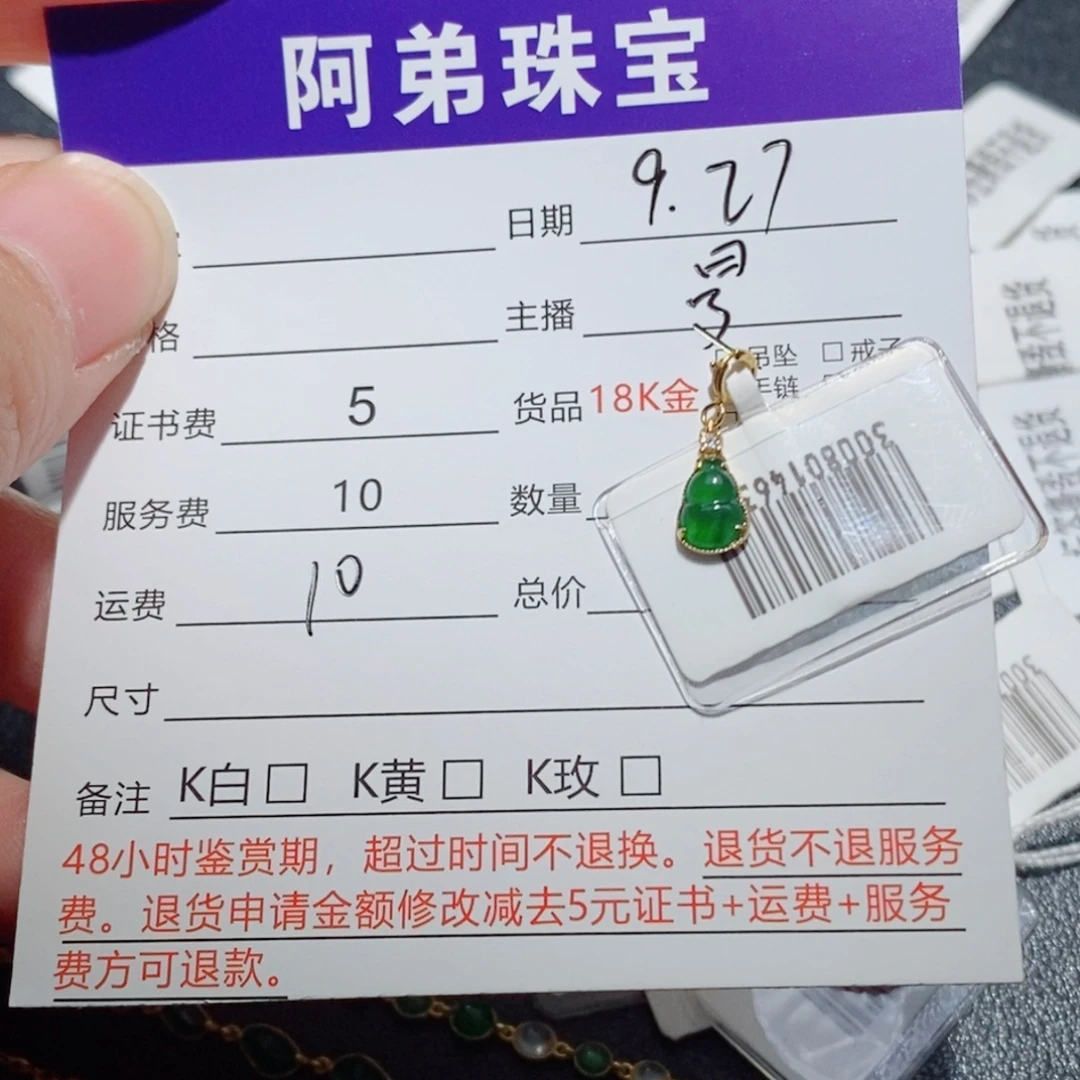 阿弟珠宝
日期 9.27
格
主播
吊坠 □戒子
证书费 5
货品 18K金
服务费 10
数量
运费 10
总价
尺寸
备注 K白□ K黄□ K玫□
48小时鉴赏期，超过时间不退换。退货不退服务
费。退货申请金额修改减去5元证书+运费+服务
费方可退款。